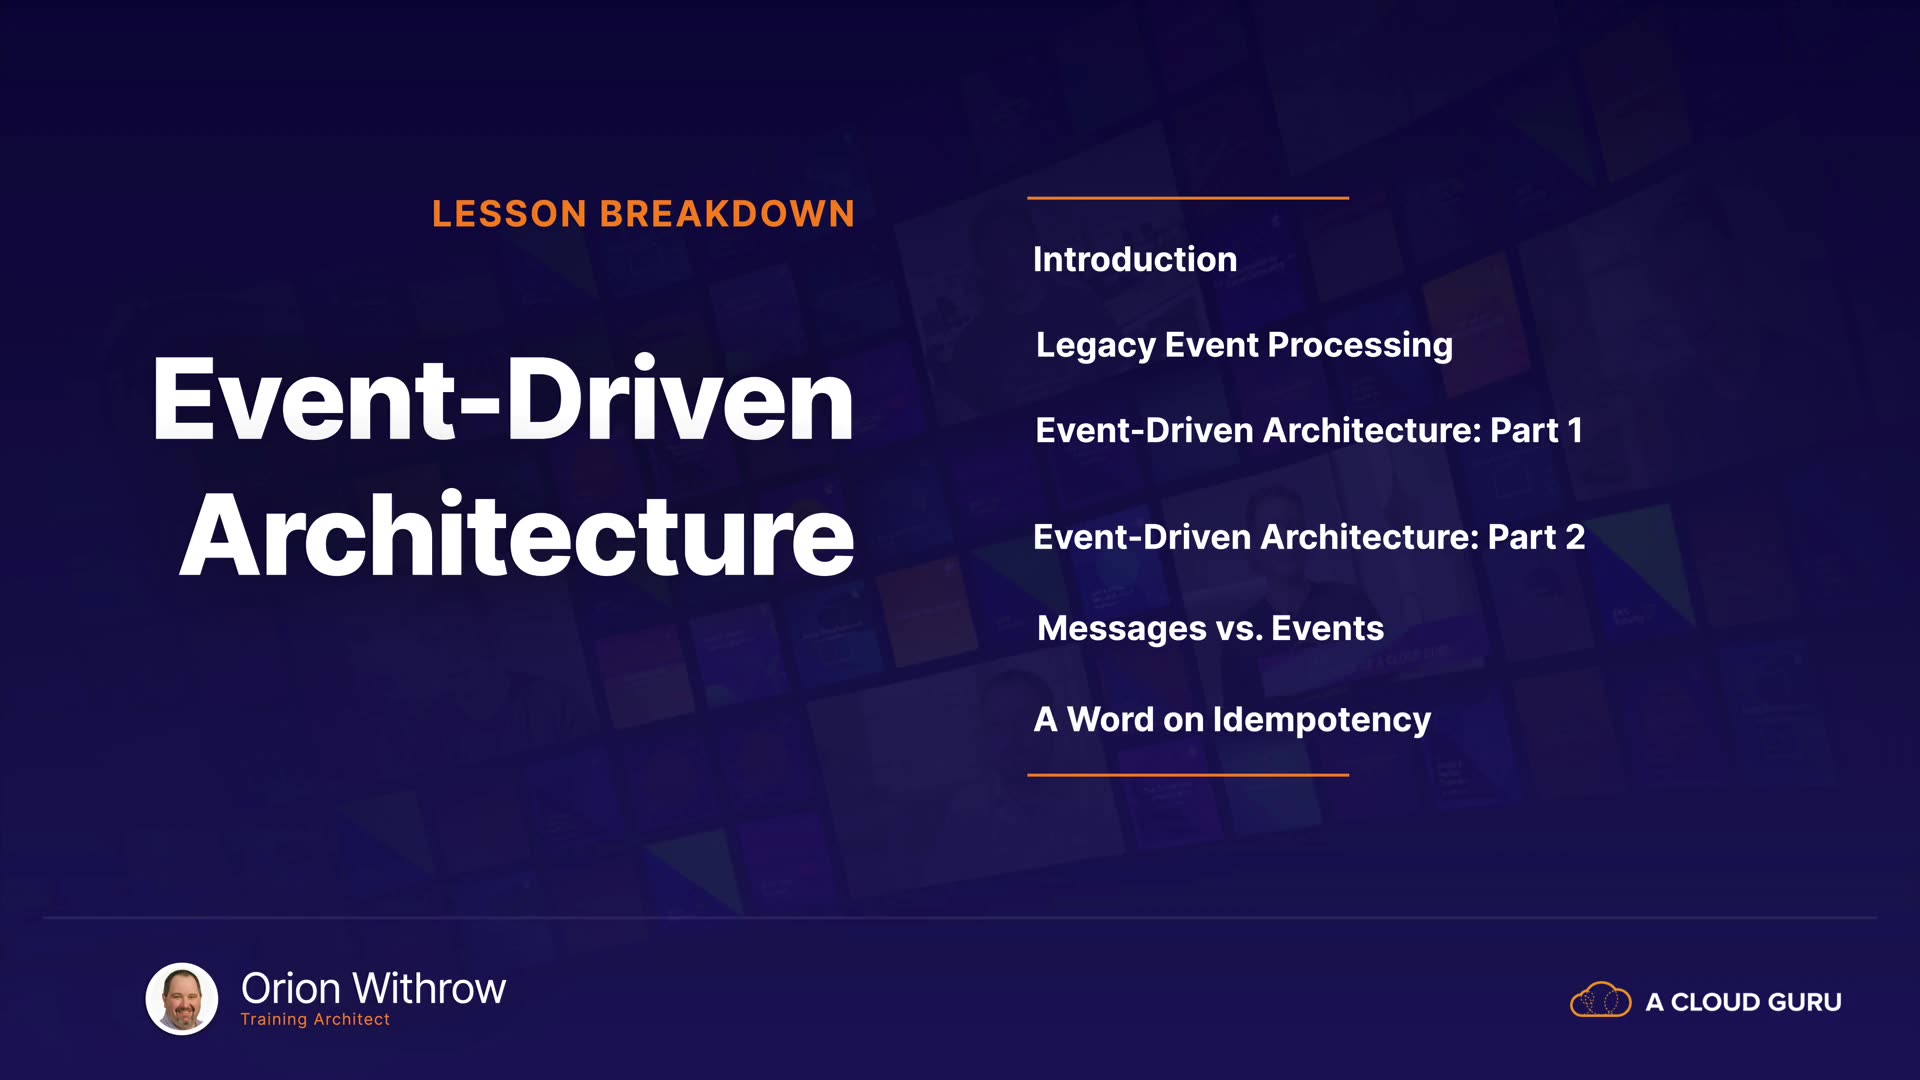 LESSON BREAKDOWN
Event-Driven
Architecture
Introduction
Legacy Event Processing
Event-Driven Architecture: Part 1
Event-Driven Architecture: Part 2
Messages vs. Events
A Word on Idempotency
Orion Withrow
Training Architect
A CLOUD GURU